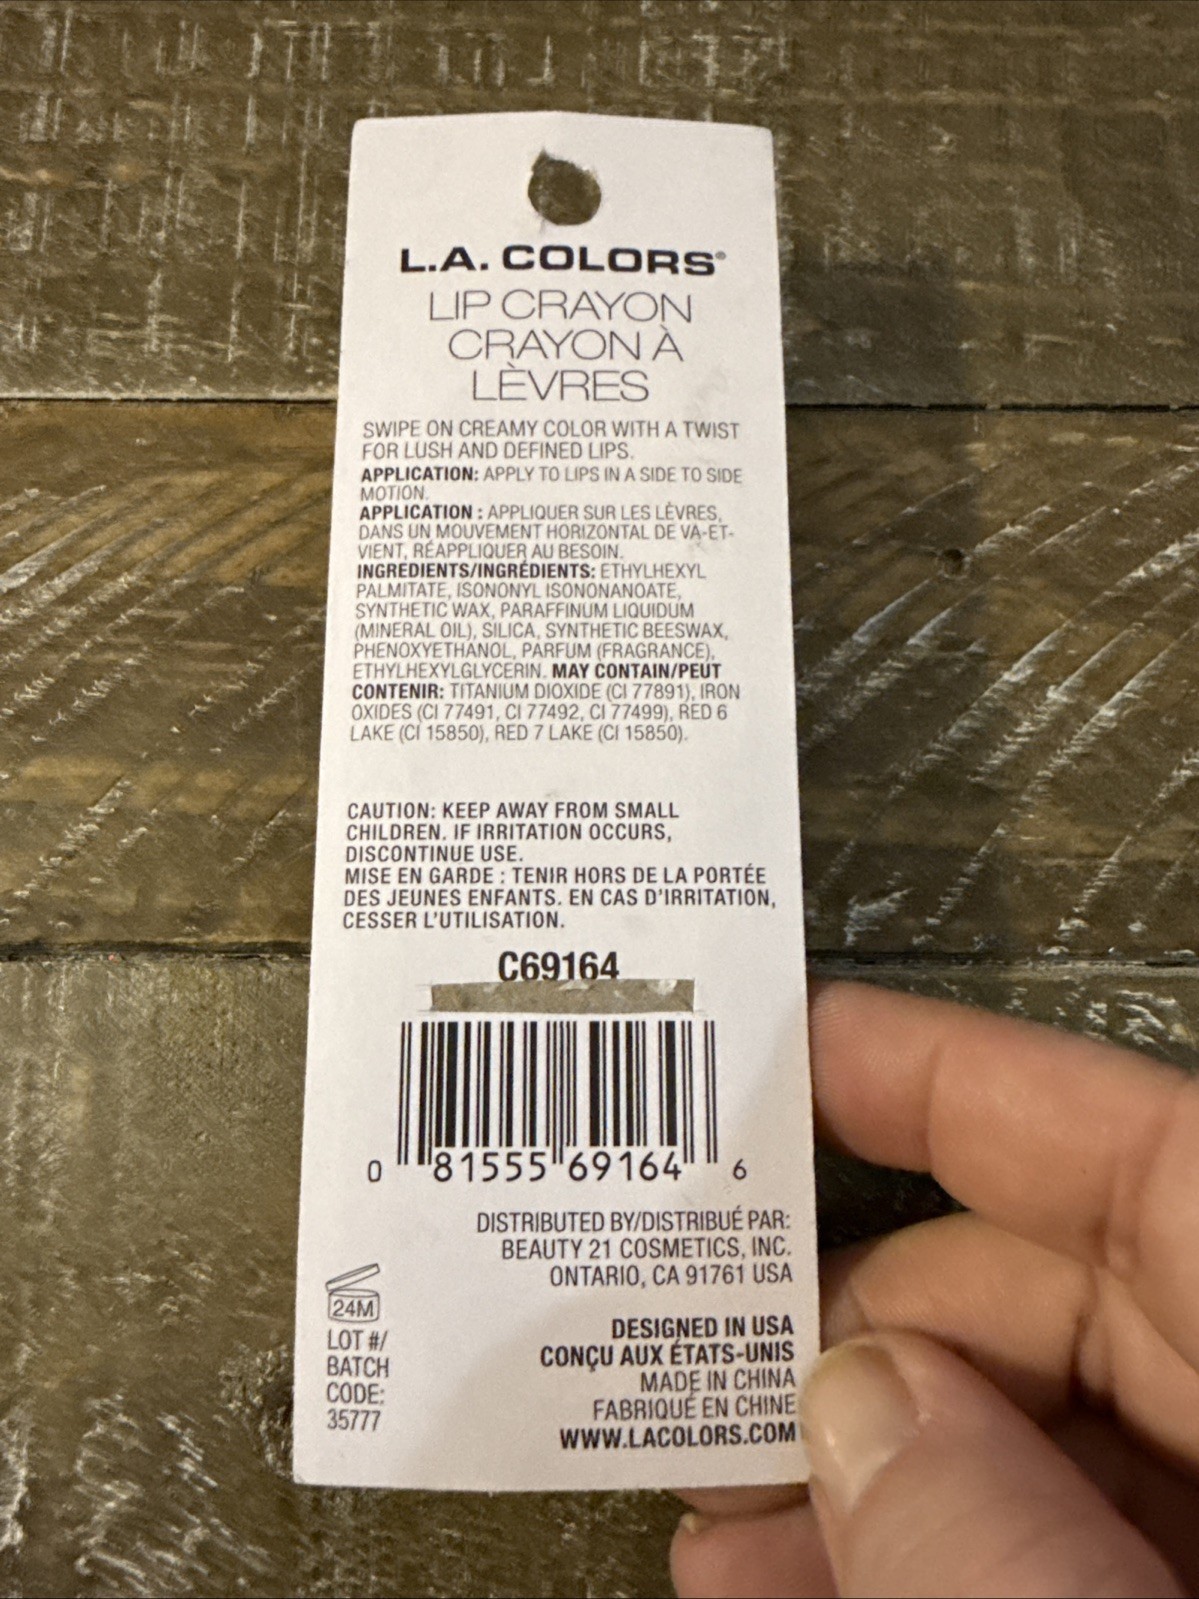 L.A. COLORS®
LIP CRAYON
CRAYON À
LÈVRES
SWIPE ON CREAMY COLOR WITH A TWIST
FOR LUSH AND DEFINED LIPS.
APPLICATION: APPLY TO LIPS IN A SIDE TO SIDE
MOTION.
APPLICATION : APPLIQUER SUR LES LÈVRES,
DANS UN MOUVEMENT HORIZONTAL DE VA-ET-
VIENT, RÉAPPLIQUER AU BESOIN.
INGREDIENTS/INGRÉDIENTS: ETHYLHEXYL
PALMITATE, ISONONYL ISONONANOATE,
SYNTHETIC WAX, PARAFFINUM LIQUIDUM
(MINERAL OIL), SILICA, SYNTHETIC BEESWAX,
PHENOXYETHANOL, PARFUM (FRAGRANCE),
ETHYLHEXYLGLYCERIN. MAY CONTAIN/PEUT
CONTENIR: TITANIUM DIOXIDE (CI 77891), IRON
OXIDES (CI 77491, CI 77492, CI 77499), RED 6
LAKE (CI 15850), RED 7 LAKE (CI 15850).
CAUTION: KEEP AWAY FROM SMALL
CHILDREN. IF IRRITATION OCCURS,
DISCONTINUE USE.
MISE EN GARDE : TENIR HORS DE LA PORTÉE
DES JEUNES ENFANTS. EN CAS D'IRRITATION,
CESSER L'UTILISATION.
C69164
0 81555 69164 6
DISTRIBUTED BY/DISTRIBUÉ PAR:
BEAUTY 21 COSMETICS, INC.
ONTARIO, CA 91761 USA
24M
LOT #/
BATCH
CODE:
35777
DESIGNED IN USA
CONÇU AUX ÉTATS-UNIS
MADE IN CHINA
FABRIQUÉ EN CHINE
WWW.LACOLORS.COM